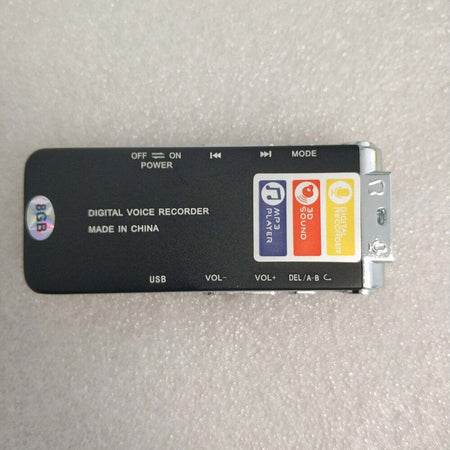 OFF ⇌ ON
POWER
⏮
⏭
MODE
8GB
DIGITAL VOICE RECORDER
MADE IN CHINA
MP3
PLAYER
3D
SOUND
DIGITAL
RECORDER
USB
VOL-
VOL+
DEL/A-B